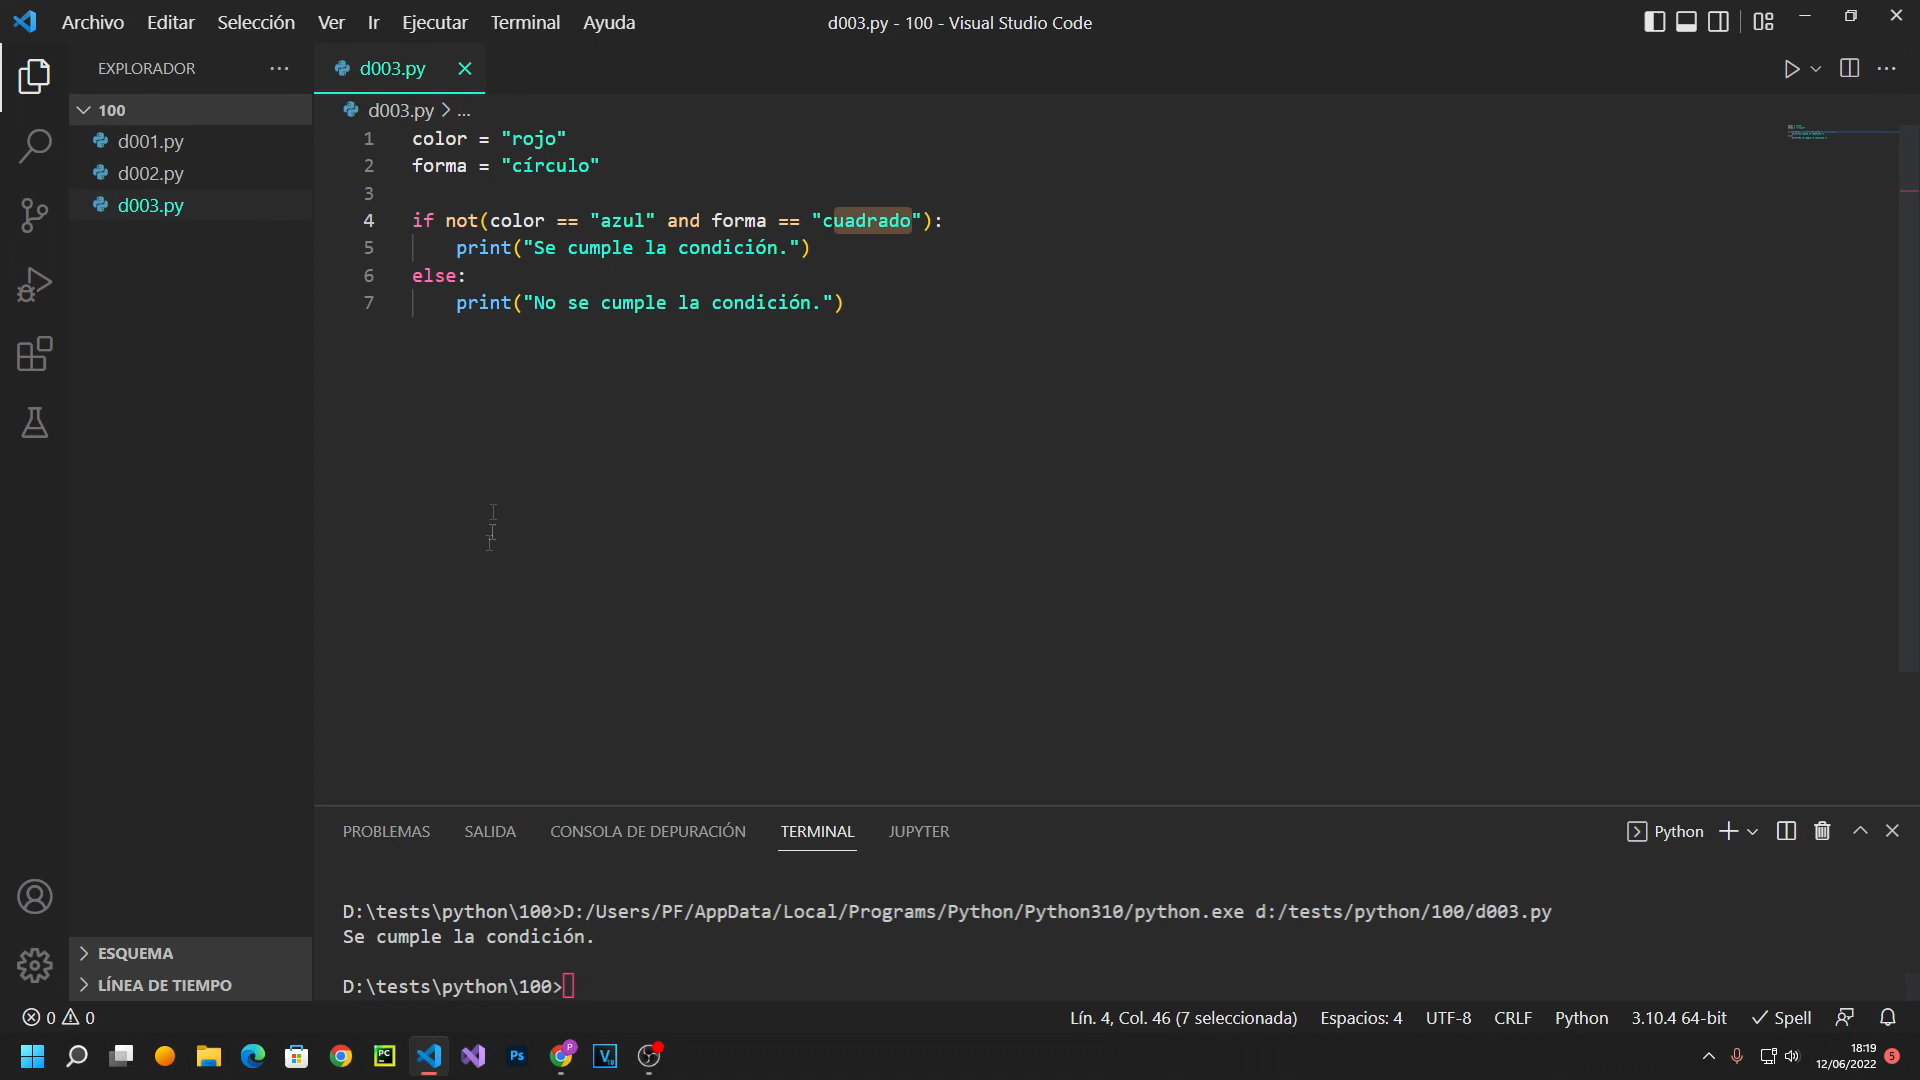 Archivo Editar Selección Ver Ir Ejecutar Terminal Ayuda
d003.py - 100 - Visual Studio Code
EXPLORADOR
100
d001.py
d002.py
d003.py
d003.py
d003.py > ...
1 color = "rojo"
2 forma = "círculo"
3
4 if not(color == "azul" and forma == "cuadrado"):
5 print("Se cumple la condición.")
6 else:
7 print("No se cumple la condición.")
PROBLEMAS SALIDA CONSOLA DE DEPURACIÓN TERMINAL JUPYTER
Python
D:\tests\python\100>D:/Users/PF/AppData/Local/Programs/Python/Python310/python.exe d:/tests/python/100/d003.py
Se cumple la condición.
D:\tests\python\100>
ESQUEMA
LÍNEA DE TIEMPO
0 0
Lín. 4, Col. 46 (7 seleccionada) Espacios: 4 UTF-8 CRLF Python 3.10.4 64-bit Spell
PC
Ps
P
V
18:19
12/06/2022
5